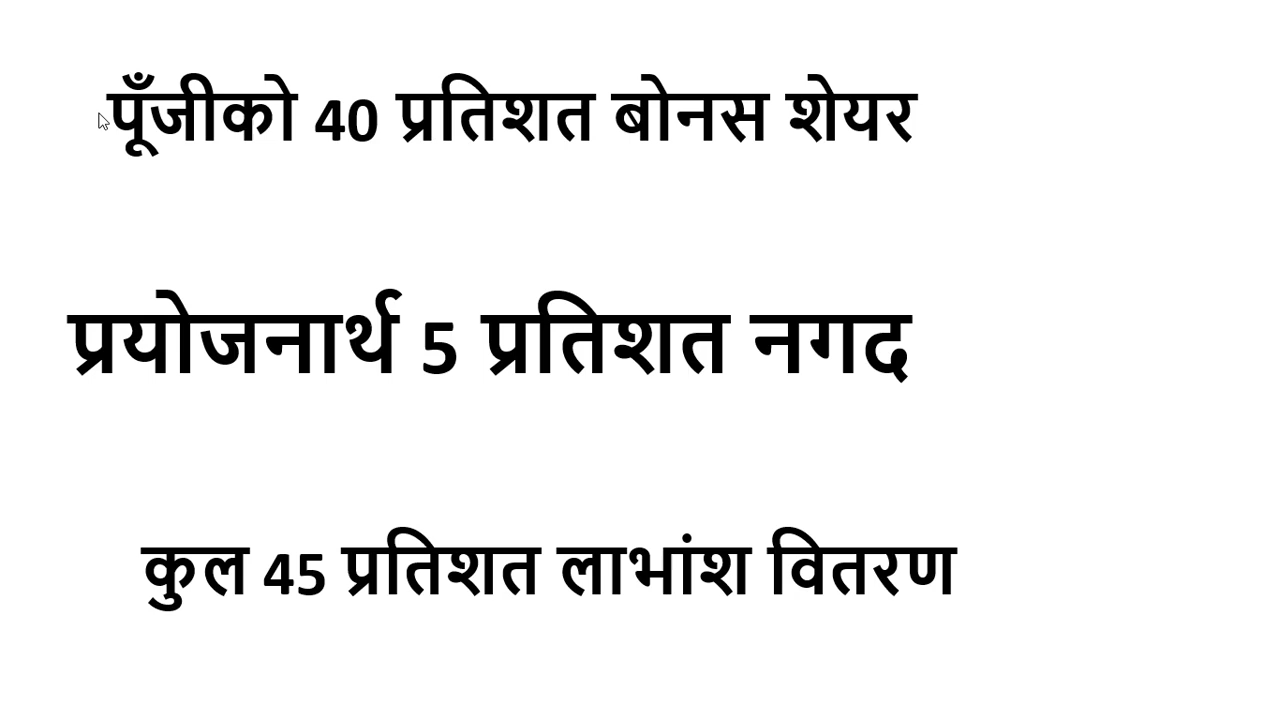 पूँजीको 40 प्रतिशत बोनस शेयर
प्रयोजनार्थ 5 प्रतिशत नगद
कुल 45 प्रतिशत लाभांश वितरण